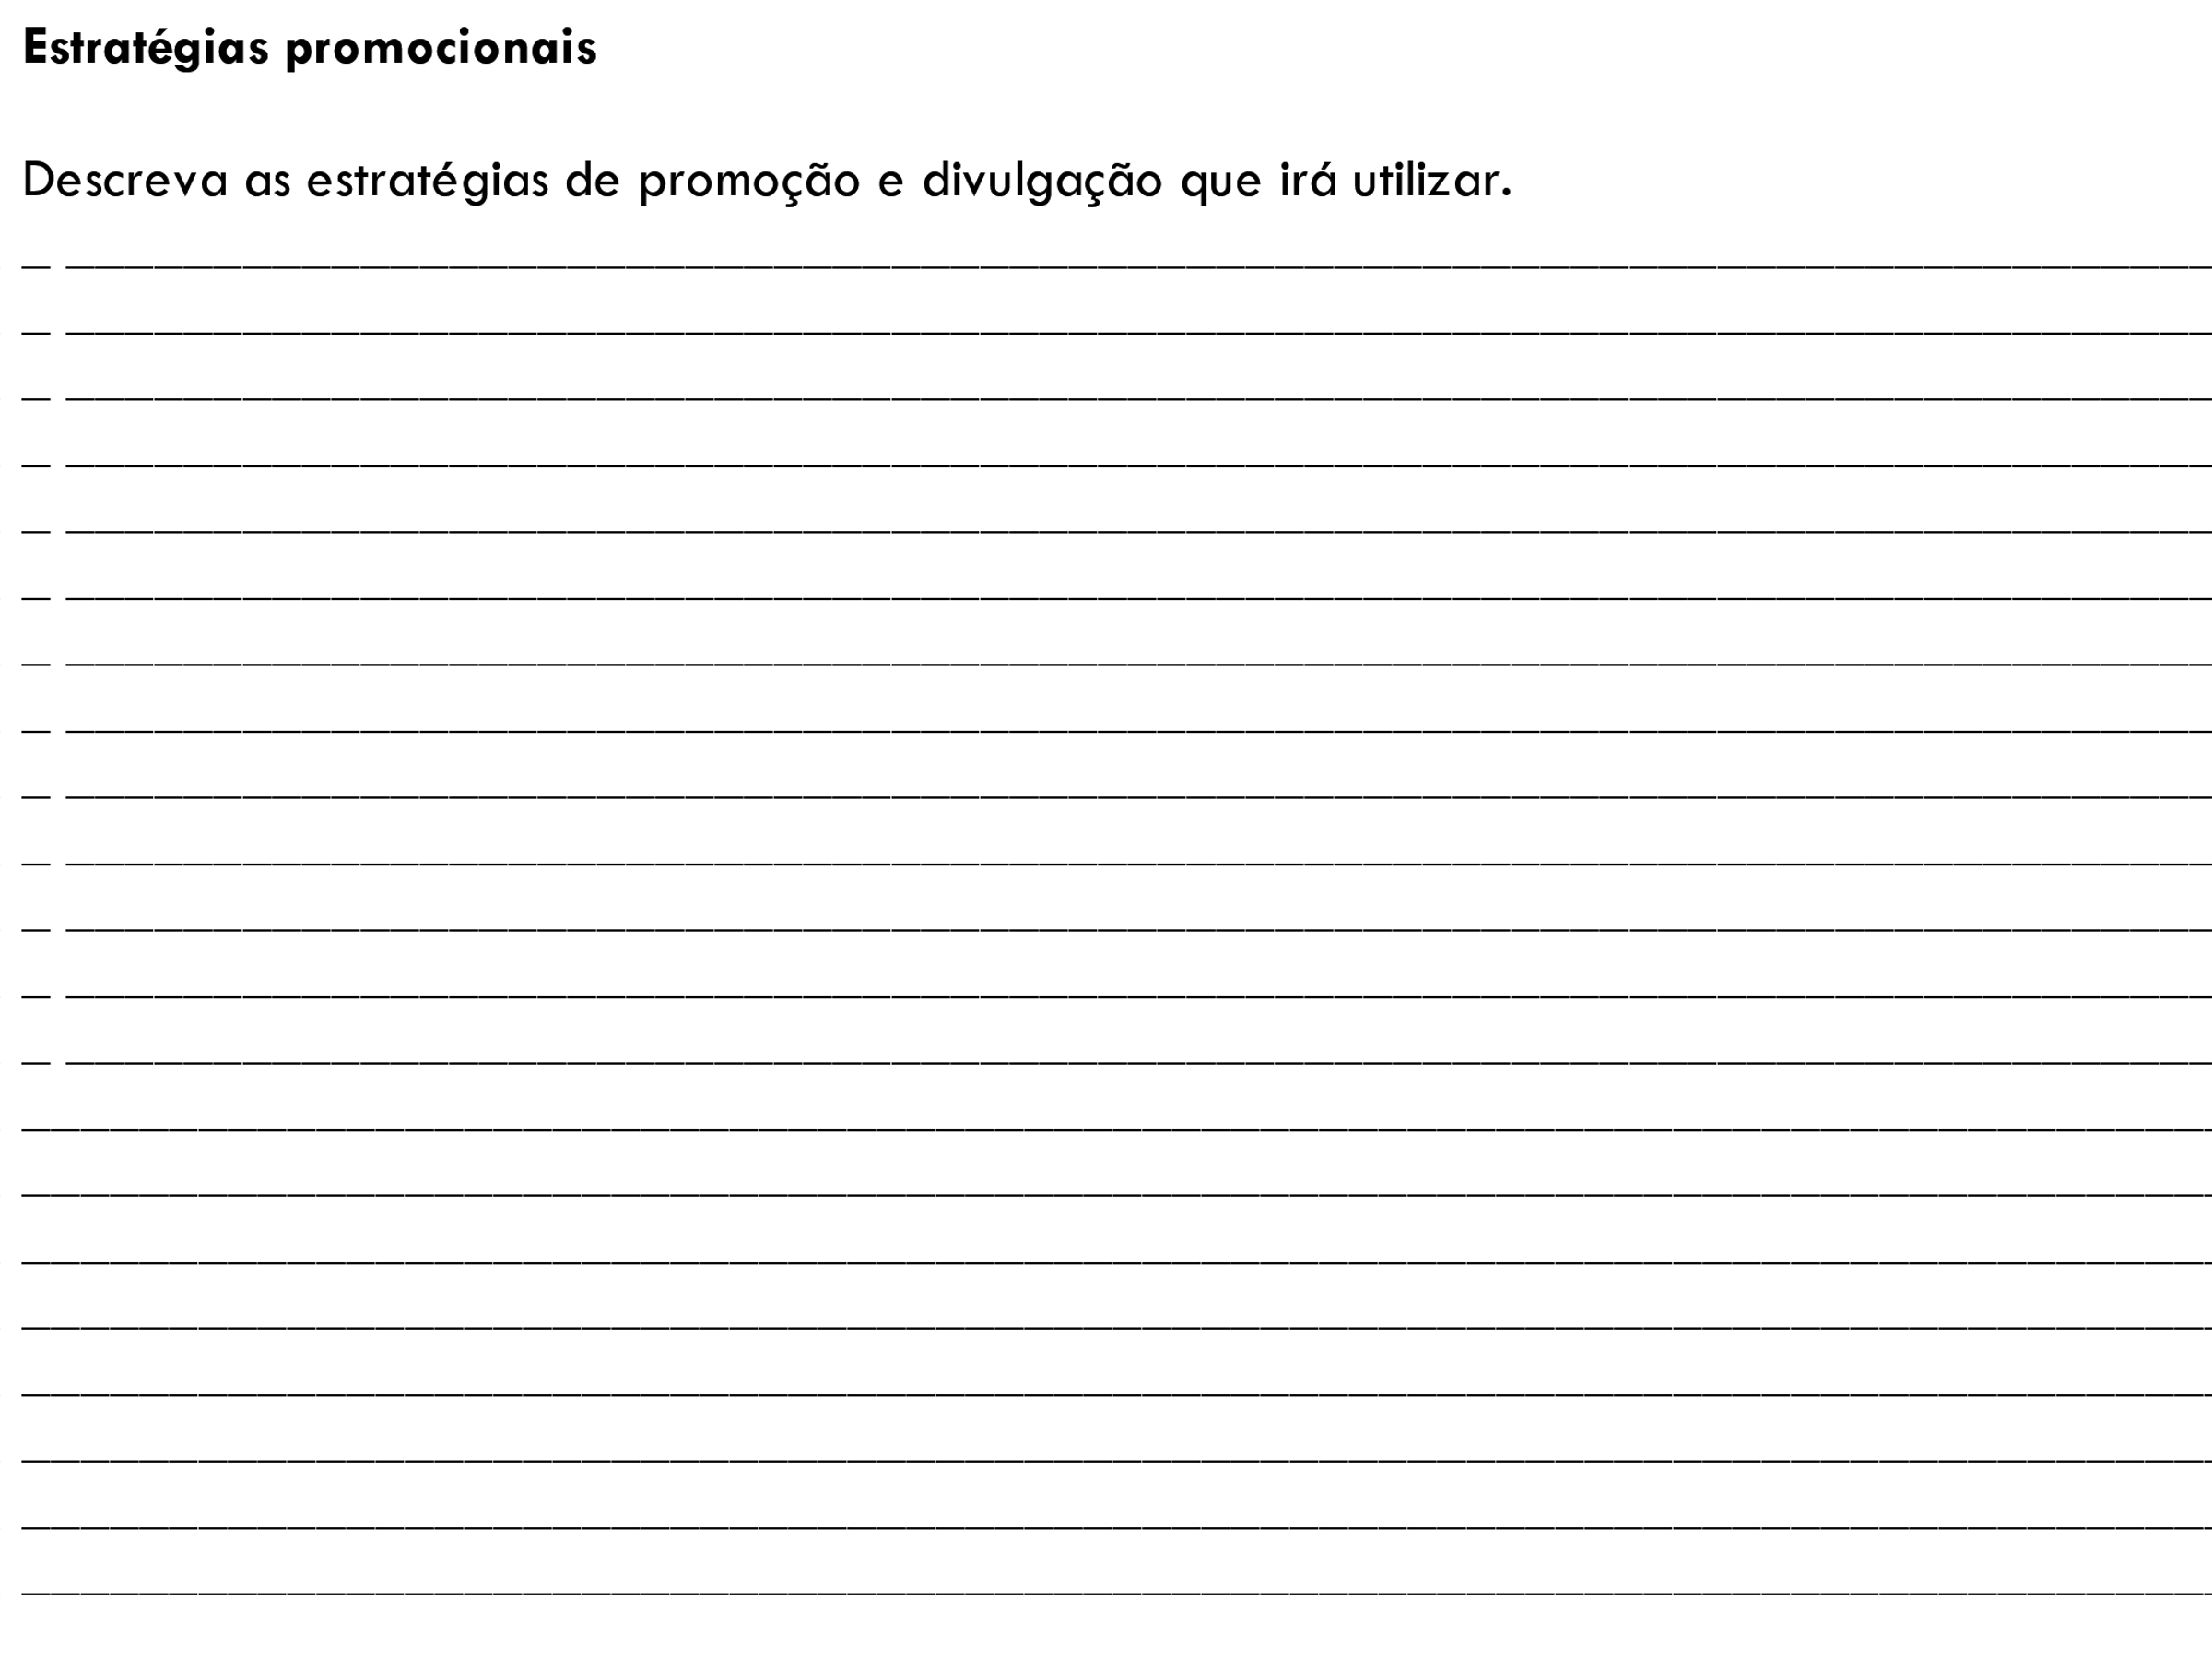 Estratégias promocionais
Descreva as estratégias de promoção e divulgação que irá utilizar.